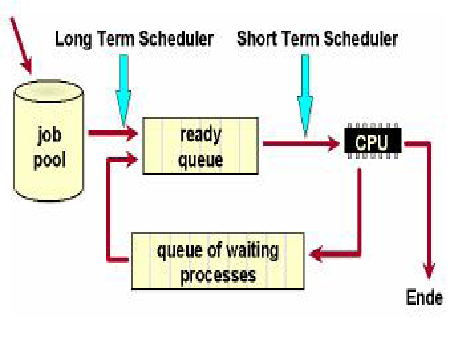 Long Term Scheduler
Short Term Scheduler
job
pool
ready
queue
CPU
queue of waiting
processes
Ende